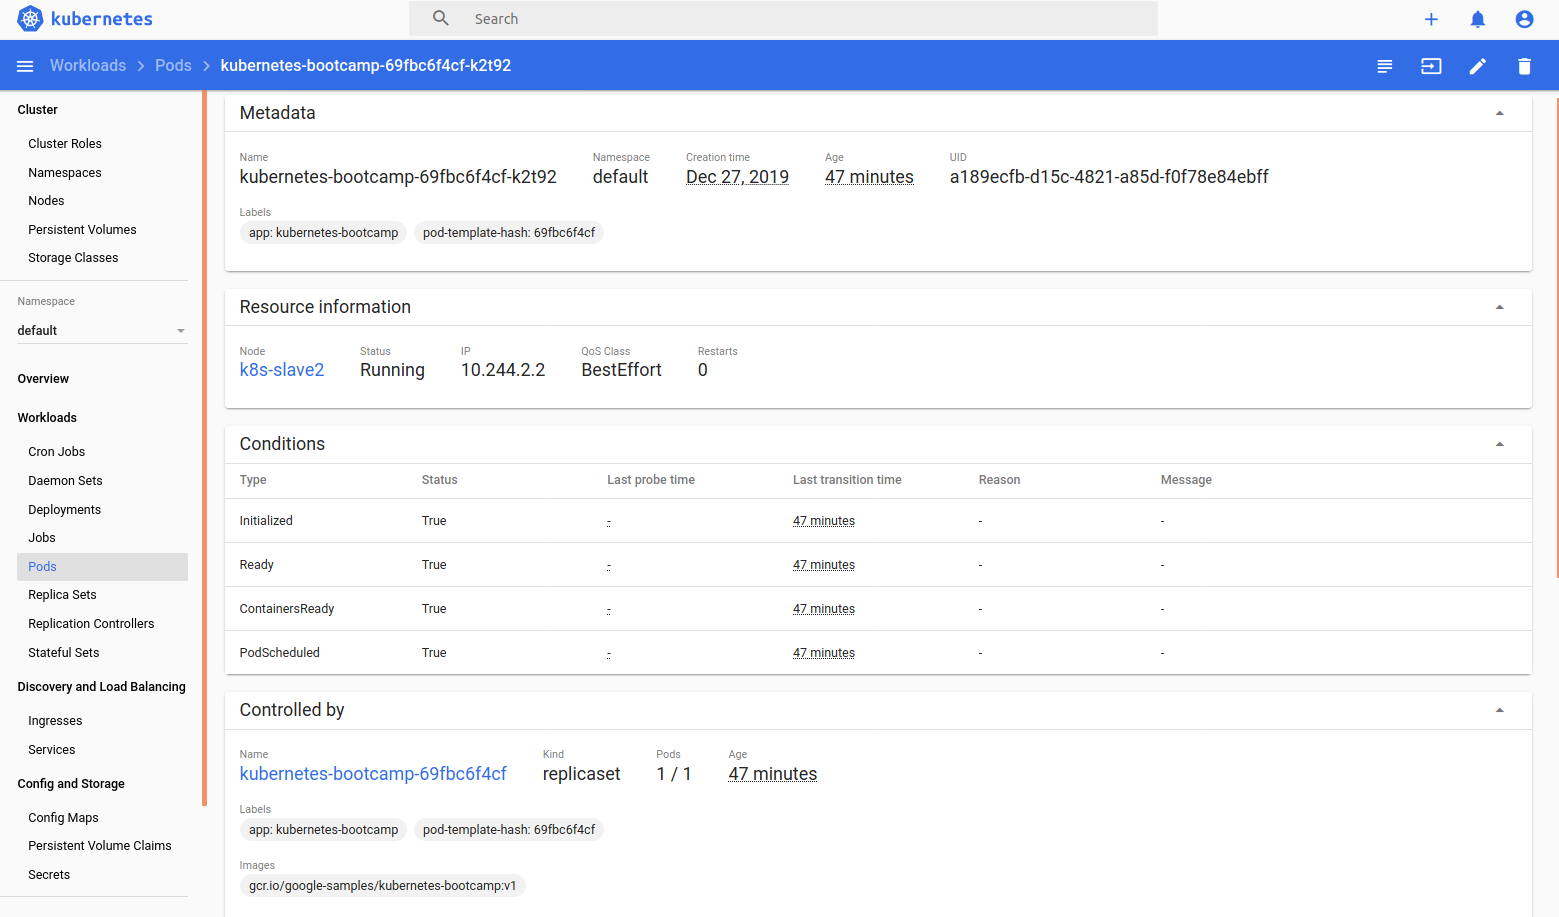 kubernetes
Search
Workloads > Pods > kubernetes-bootcamp-69fbc6f4cf-k2t92
Cluster
Cluster Roles
Namespaces
Nodes
Persistent Volumes
Storage Classes
Namespace
default
Overview
Workloads
Cron Jobs
Daemon Sets
Deployments
Jobs
Pods
Replica Sets
Replication Controllers
Stateful Sets
Discovery and Load Balancing
Ingresses
Services
Config and Storage
Config Maps
Persistent Volume Claims
Secrets
Metadata
Name Namespace Creation time Age UID
kubernetes-bootcamp-69fbc6f4cf-k2t92 default Dec 27, 2019 47 minutes a189ecfb-d15c-4821-a85d-f0f78e84ebff
Labels
app: kubernetes-bootcamp pod-template-hash: 69fbc6f4cf
Resource information
Node Status IP QoS Class Restarts
k8s-slave2 Running 10.244.2.2 BestEffort 0
Conditions
Type Status Last probe time Last transition time Reason Message
Initialized True - 47 minutes - -
Ready True - 47 minutes - -
ContainersReady True - 47 minutes - -
PodScheduled True - 47 minutes - -
Controlled by
Name Kind Pods Age
kubernetes-bootcamp-69fbc6f4cf replicaset 1 / 1 47 minutes
Labels
app: kubernetes-bootcamp pod-template-hash: 69fbc6f4cf
Images
gcr.io/google-samples/kubernetes-bootcamp:v1